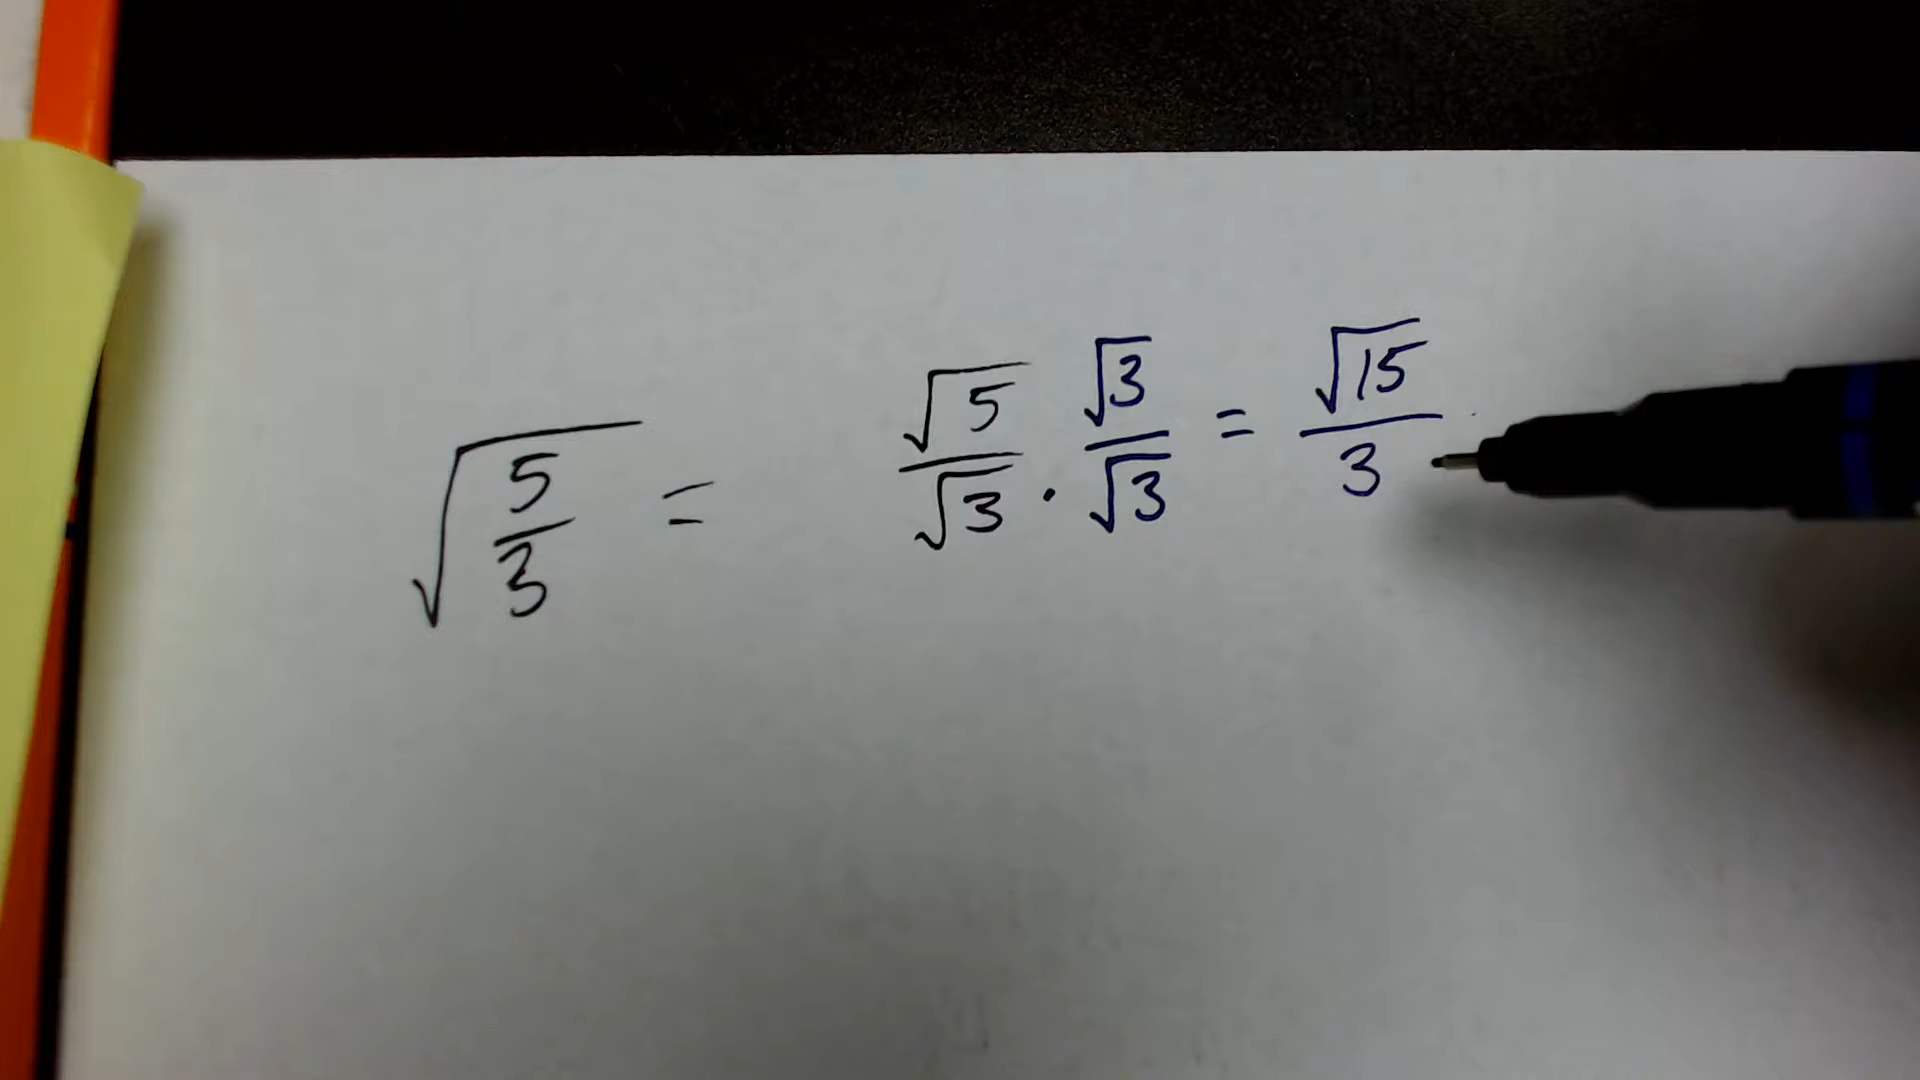 √(5/3) = √5/√3 · √3/√3 = √15/3